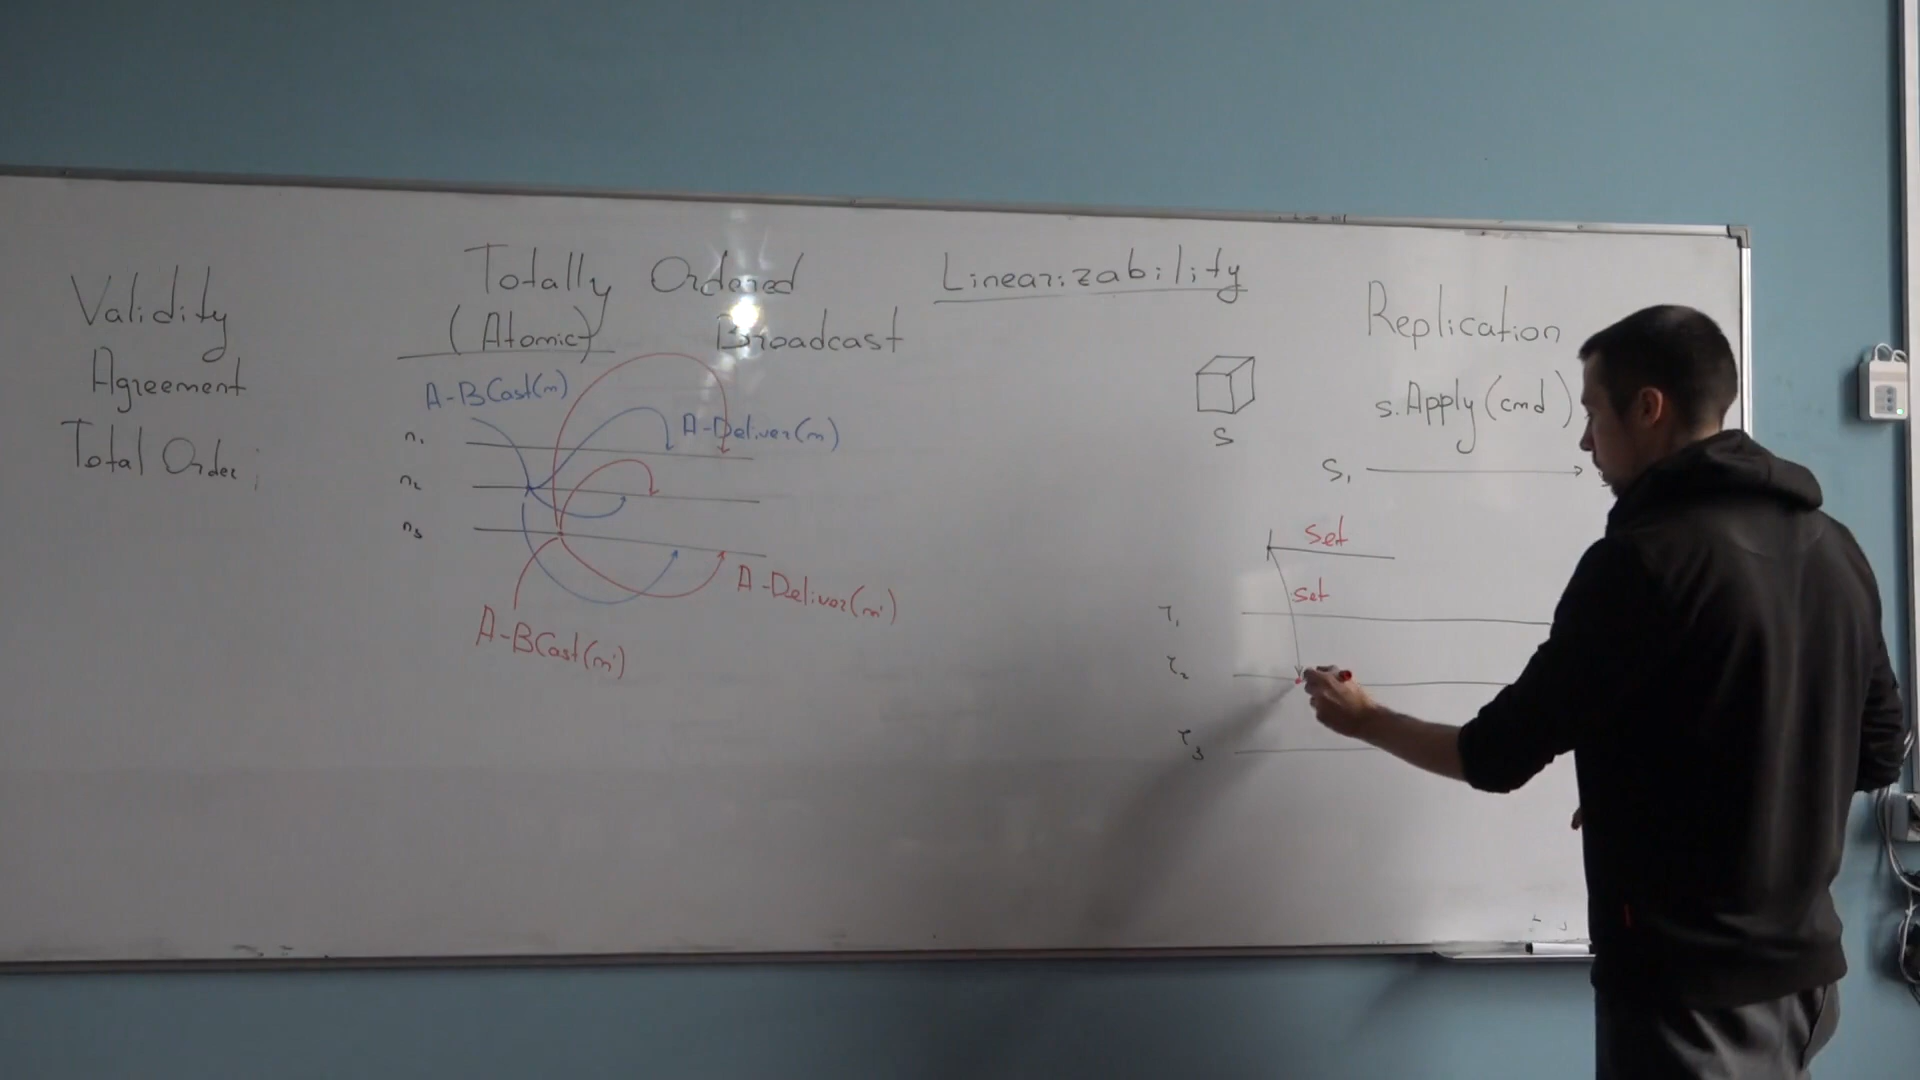 Validity
Agreement
Total Order
Totally Ordered
(Atomic) Broadcast
A-BCast(m)
A-Deliver(m)
n₁
n₂
n₃
A-Deliver(m')
A-BCast(m')
Linearizability
S
Replication
s.Apply(cmd)
S₁
Set
Set
r₁
r₂
r₃